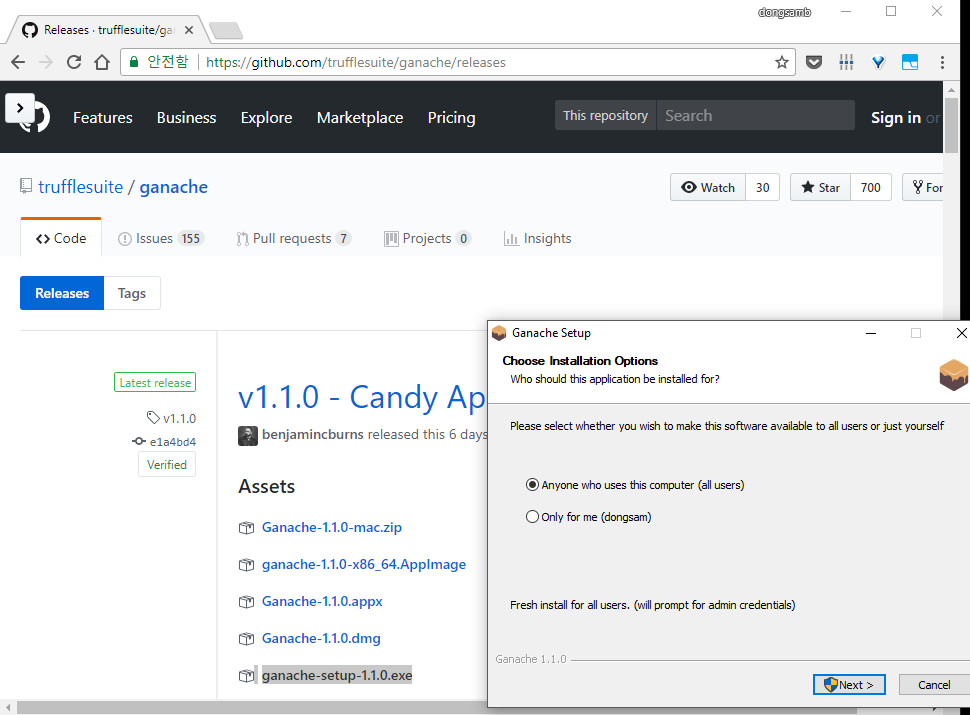 dongsamb
Releases · trufflesuite/gar
안전함 https://github.com/trufflesuite/ganache/releases
Features Business Explore Marketplace Pricing This repository Search Sign in or
trufflesuite / ganache
Watch 30 Star 700 For
Code Issues 155 Pull requests 7 Projects 0 Insights
Releases Tags
Latest release
v1.1.0
e1a4bd4
Verified
v1.1.0 - Candy Ap
benjamincburns released this 6 days
Assets
Ganache-1.1.0-mac.zip
ganache-1.1.0-x86_64.AppImage
Ganache-1.1.0.appx
Ganache-1.1.0.dmg
ganache-setup-1.1.0.exe
Ganache Setup
Choose Installation Options
Who should this application be installed for?
Please select whether you wish to make this software available to all users or just yourself
Anyone who uses this computer (all users)
Only for me (dongsam)
Fresh install for all users. (will prompt for admin credentials)
Ganache 1.1.0
Next > Cancel